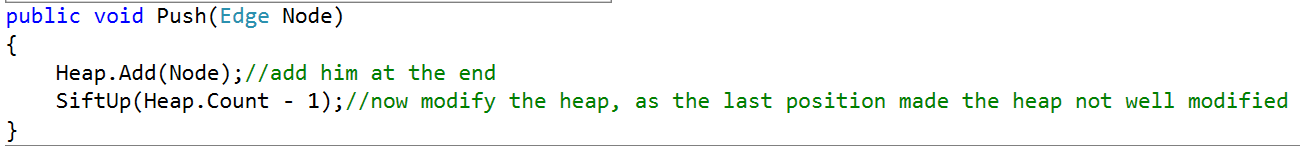 public void Push(Edge Node)
{
    Heap.Add(Node);//add him at the end
    SiftUp(Heap.Count - 1);//now modify the heap, as the last position made the heap not well modified
}